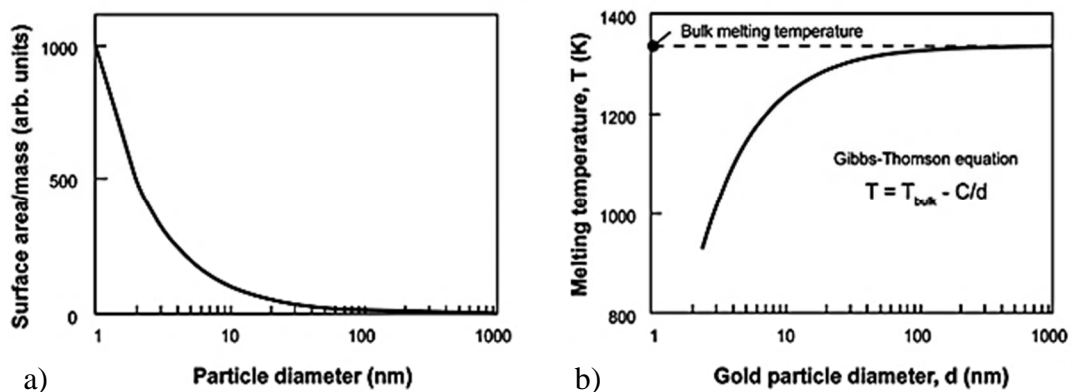 Surface area/mass (arb. units)
1000
500
0
1 10 100 1000
Particle diameter (nm)
a)
Melting temperature, T (K)
1400
1200
1000
800
Bulk melting temperature
Gibbs-Thomson equation
T = T_bulk - C/d
1 10 100 1000
Gold particle diameter, d (nm)
b)